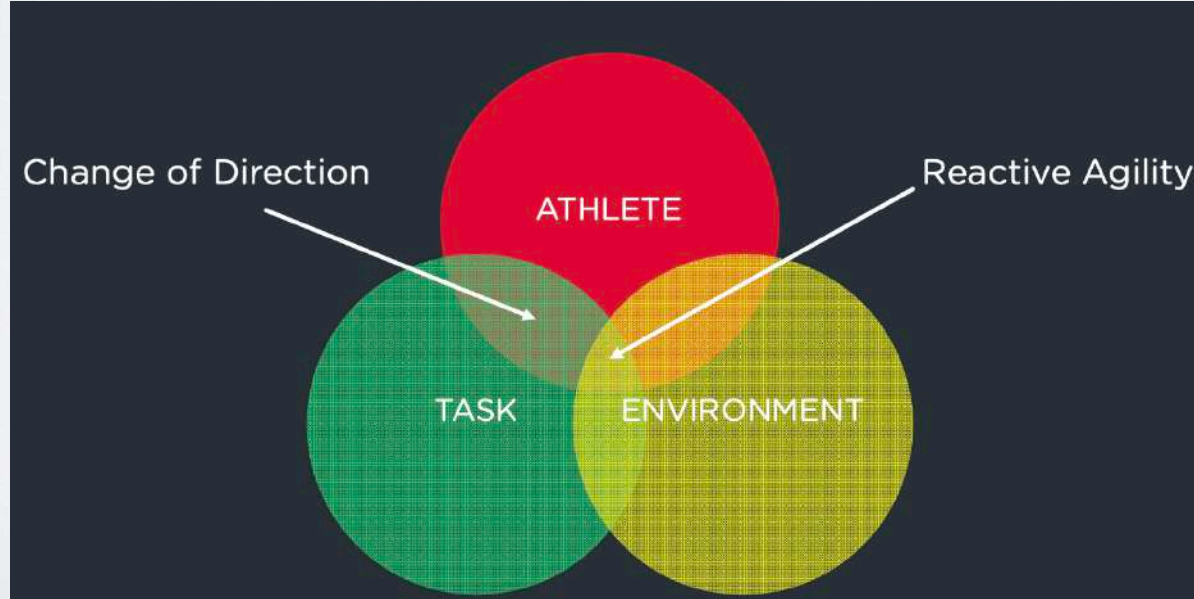 Change of Direction
Reactive Agility
ATHLETE
TASK
ENVIRONMENT